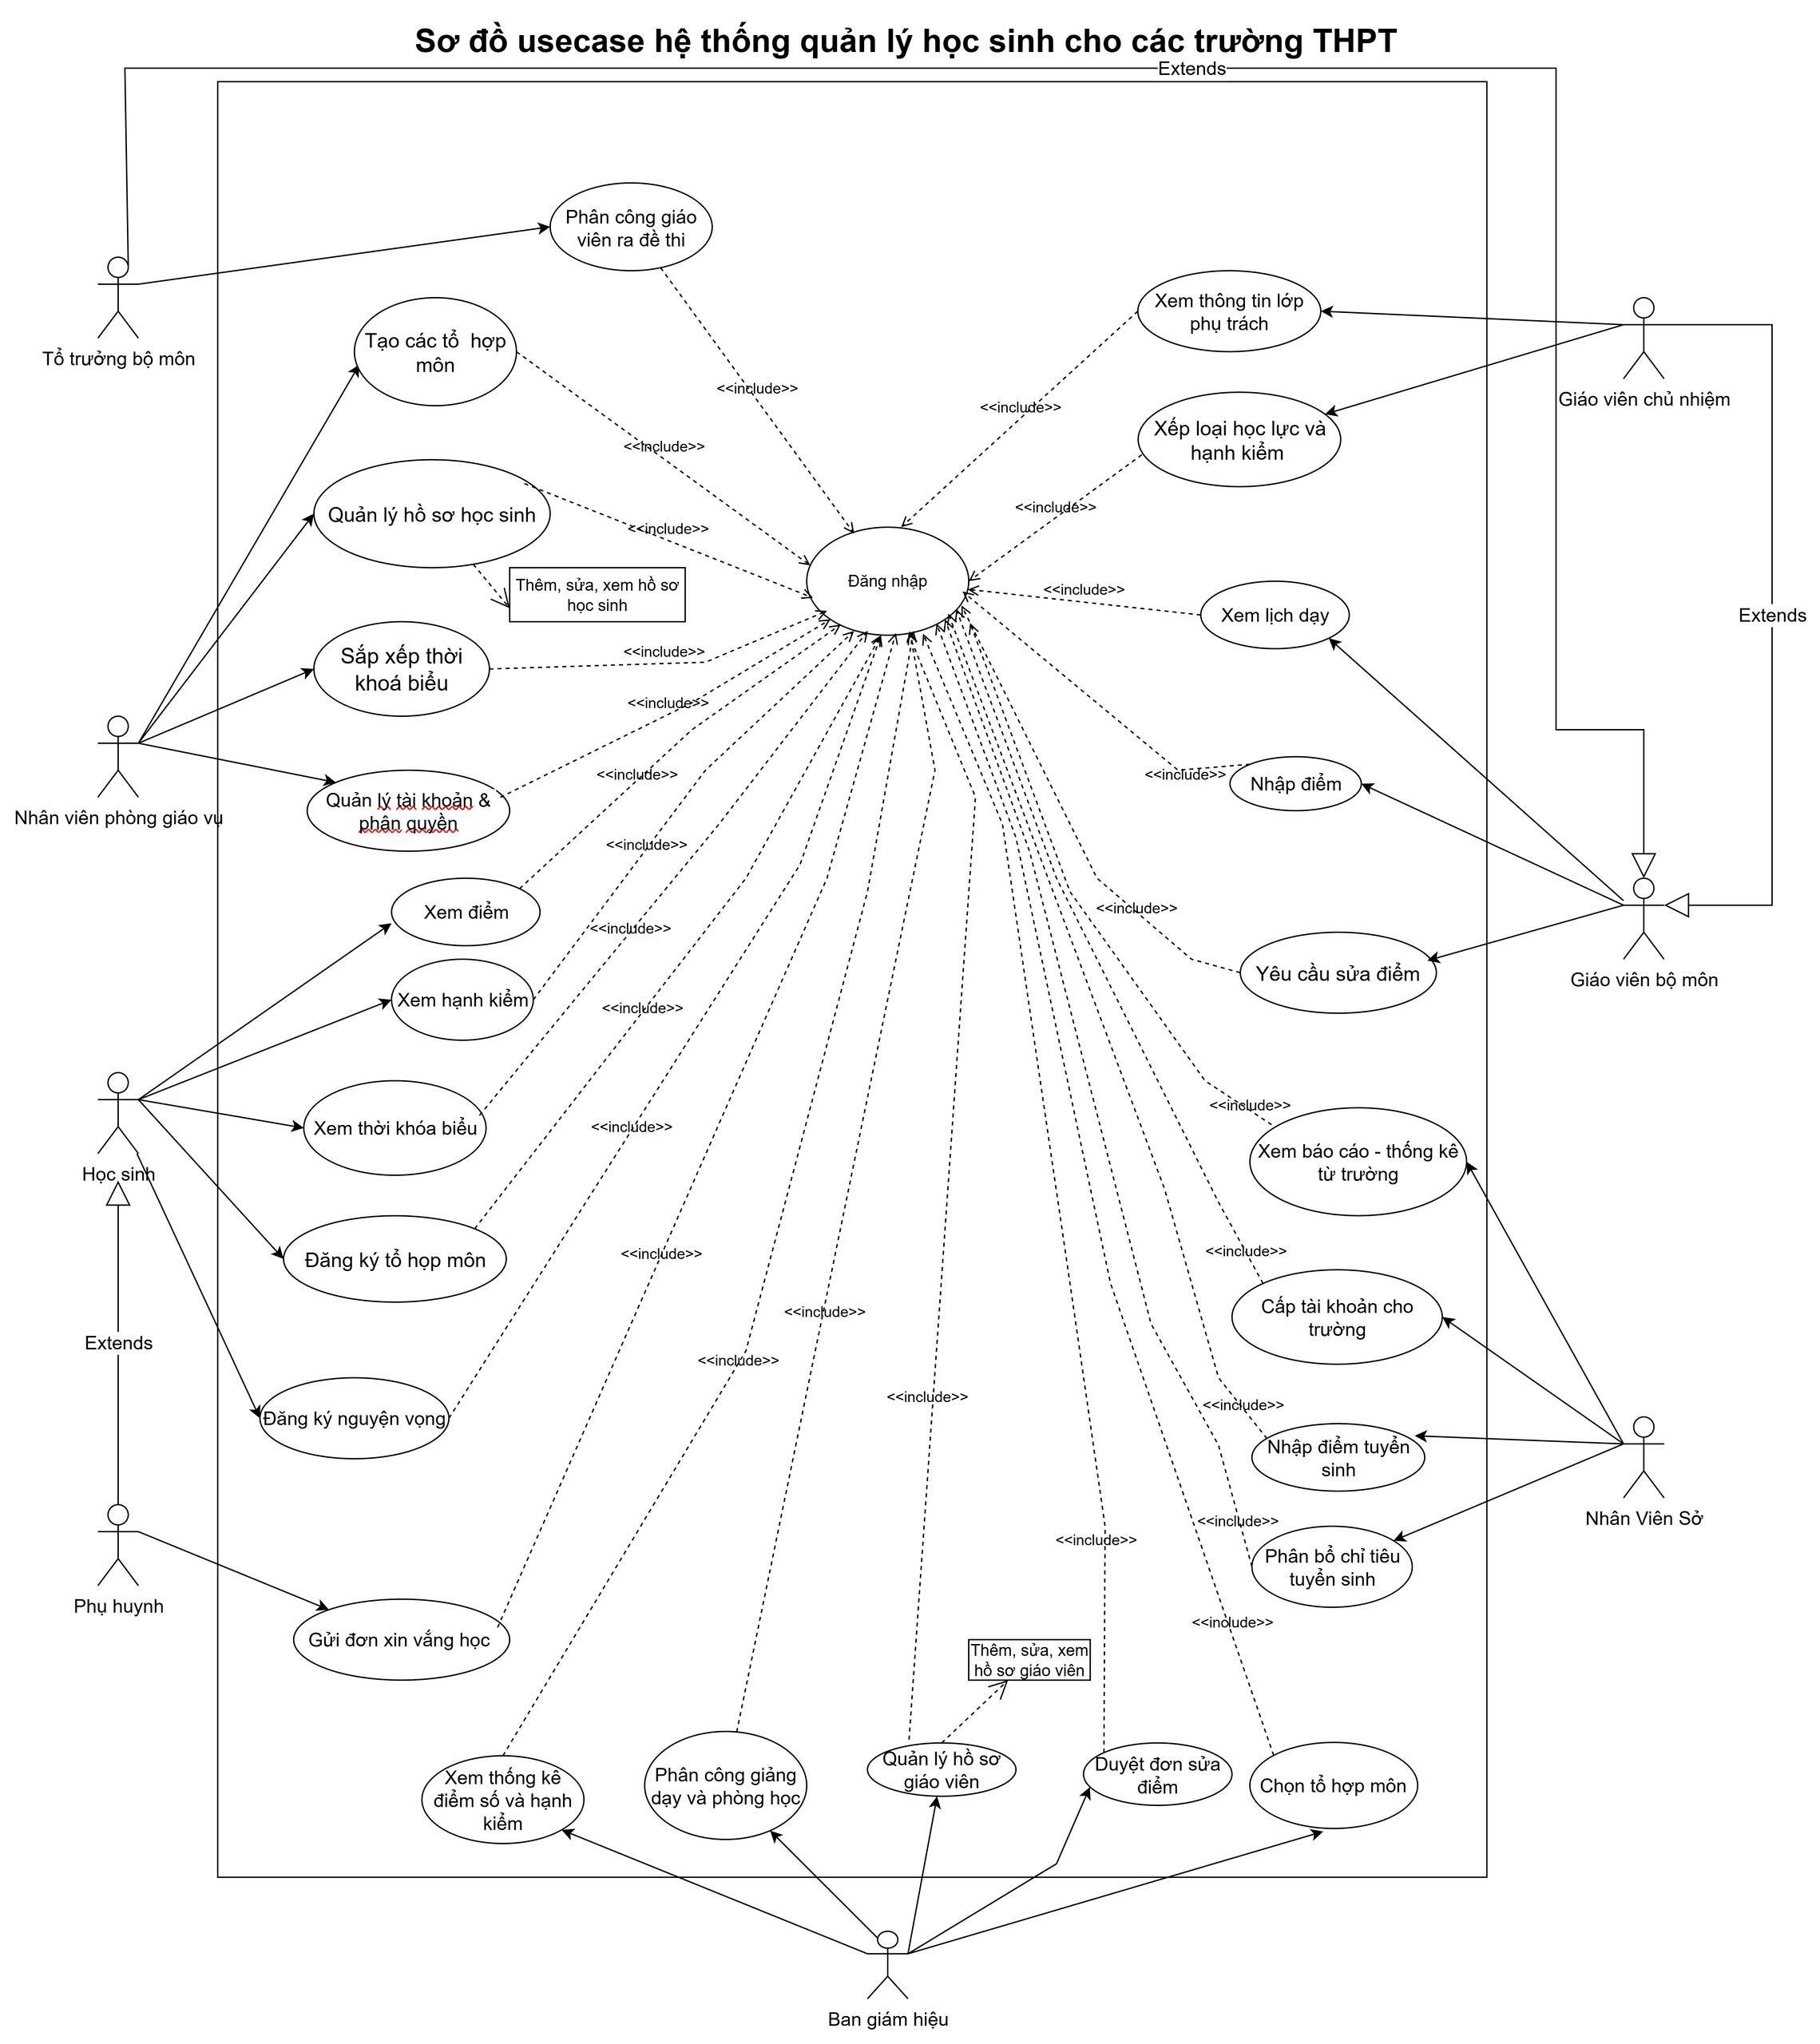 Sơ đồ usecase hệ thống quản lý học sinh cho các trường THPT
Extends
Phân công giáo
viên ra đề thi
Tổ trưởng bộ môn
Xem thông tin lớp
phụ trách
Giáo viên chủ nhiệm
Tạo các tổ hợp
môn
<<include>>
<<include>>
<<include>>
Xếp loại học lực và
hạnh kiểm
Quản lý hồ sơ học sinh
<<include>>
<<include>>
Đăng nhập
Thêm, sửa, xem hồ sơ
học sinh
<<include>>
Xem lịch dạy
Extends
Sắp xếp thời
khoá biểu
<<include>>
<<include>>
Nhân viên phòng giáo vụ
Quản lý tài khoản &
phân quyền
<<include>>
<<include>>
Nhập điểm
<<include>>
Xem điểm
<<include>>
<<include>>
Yêu cầu sửa điểm
Giáo viên bộ môn
Xem hạnh kiểm
<<include>>
Học sinh
Xem thời khóa biểu
<<include>>
<<include>>
Xem báo cáo - thống kê
từ trường
Đăng ký tổ hợp môn
<<include>>
<<include>>
Cấp tài khoản cho
trường
<<include>>
Extends
<<include>>
<<include>>
<<include>>
Đăng ký nguyện vọng
Nhập điểm tuyển
sinh
Nhân Viên Sở
<<include>>
<<include>>
Phân bổ chỉ tiêu
tuyển sinh
Phụ huynh
<<include>>
Gửi đơn xin vắng học
Thêm, sửa, xem
hồ sơ giáo viên
Xem thống kê
điểm số và hạnh
kiểm
Phân công giảng
dạy và phòng học
Quản lý hồ sơ
giáo viên
Duyệt đơn sửa
điểm
Chọn tổ hợp môn
Ban giám hiệu